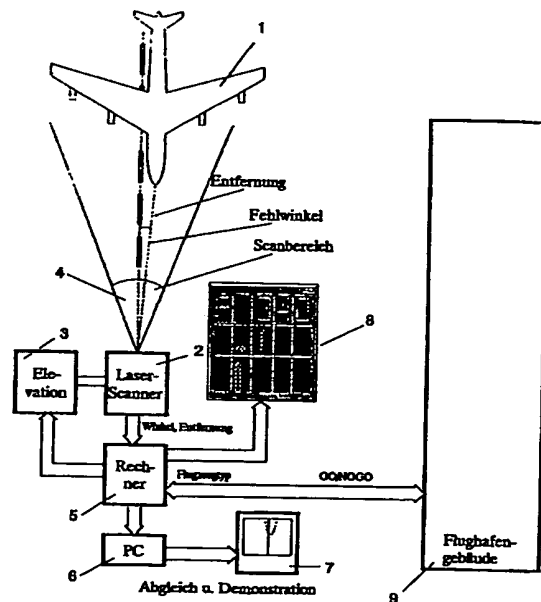 1
Entfernung
Fehlwinkel
Scanbereich
4
8
3
2
Ele-
vation
Laser-
Scanner
Winkel, Entfernung
Rech-
ner
Flugzeugtyp
GO/NOGO
5
PC
6
7
Abgleich u. Demonstration
Flughafen-
gebäude
9